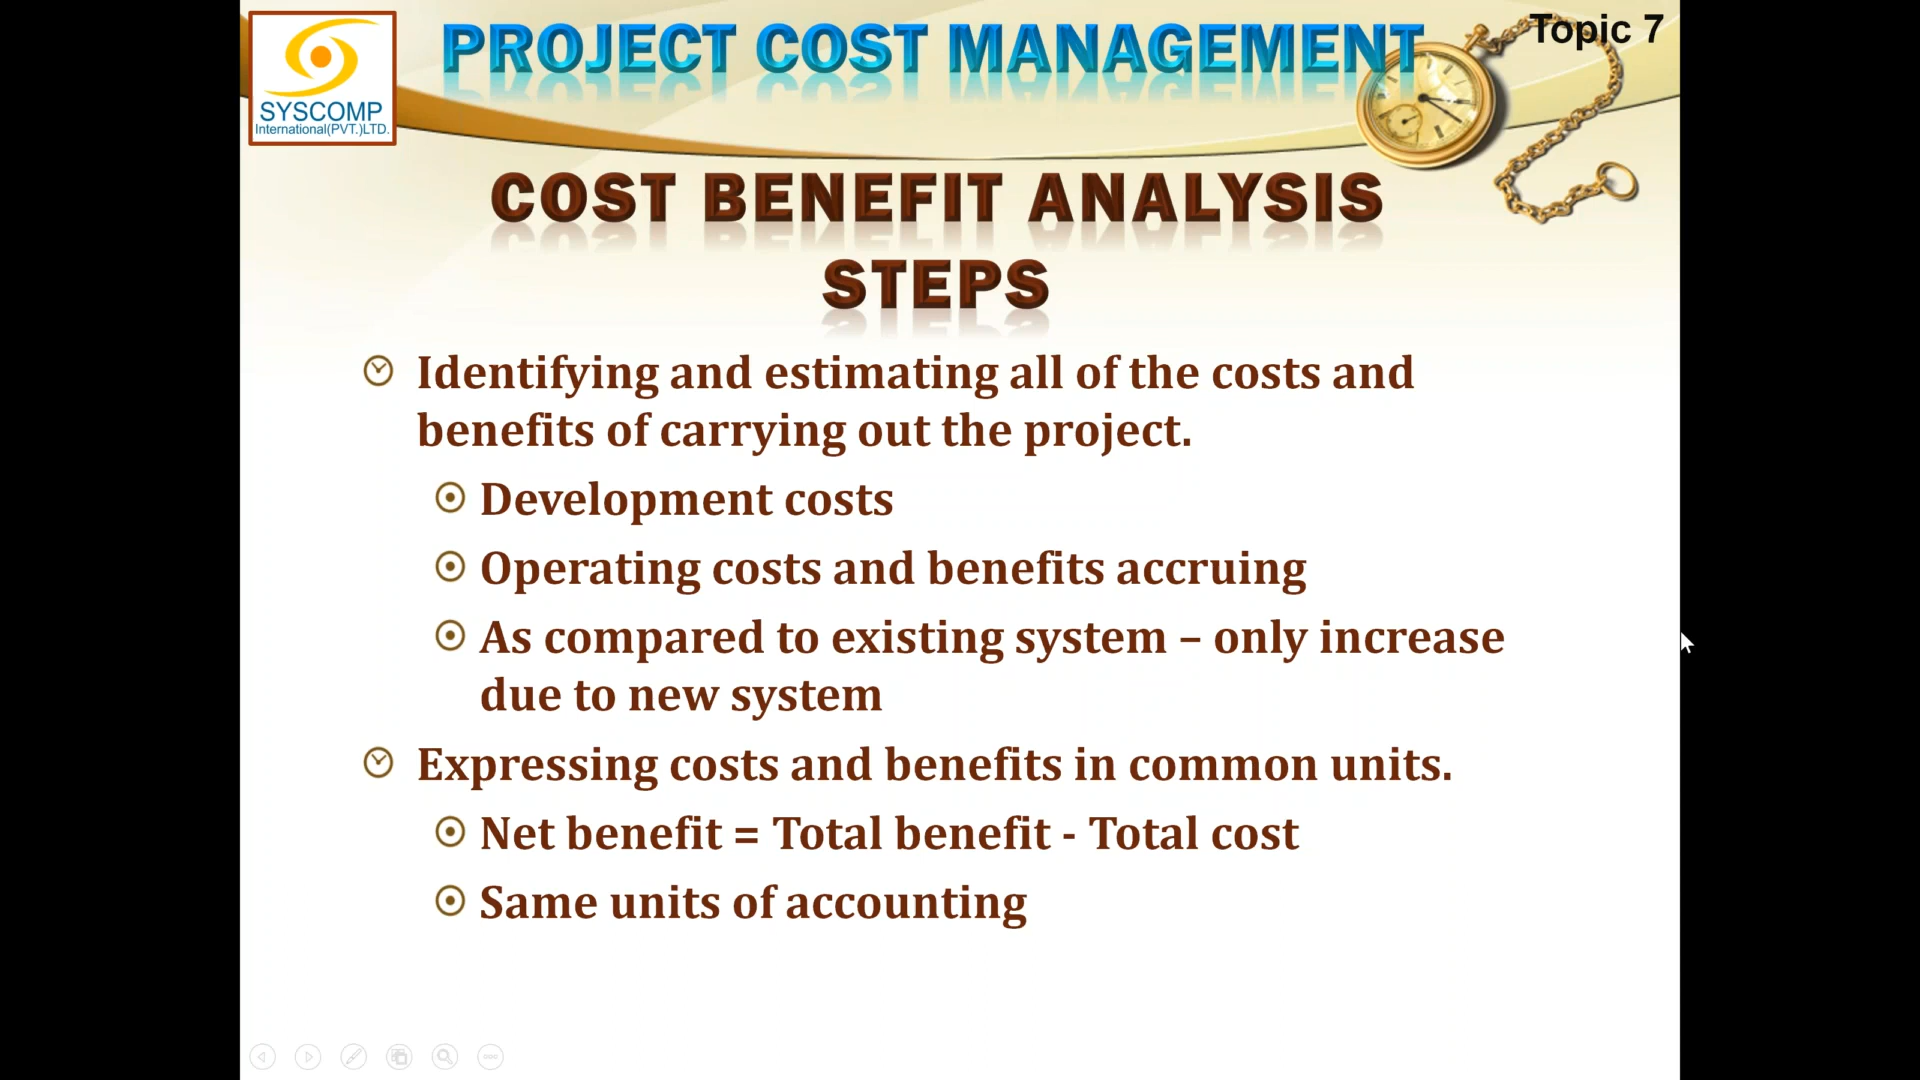 PROJECT COST MANAGEMENT
Topic 7
SYSCOMP
International(PVT.)LTD.
COST BENEFIT ANALYSIS
STEPS
Identifying and estimating all of the costs and
benefits of carrying out the project.
Development costs
Operating costs and benefits accruing
As compared to existing system – only increase
due to new system
Expressing costs and benefits in common units.
Net benefit = Total benefit - Total cost
Same units of accounting